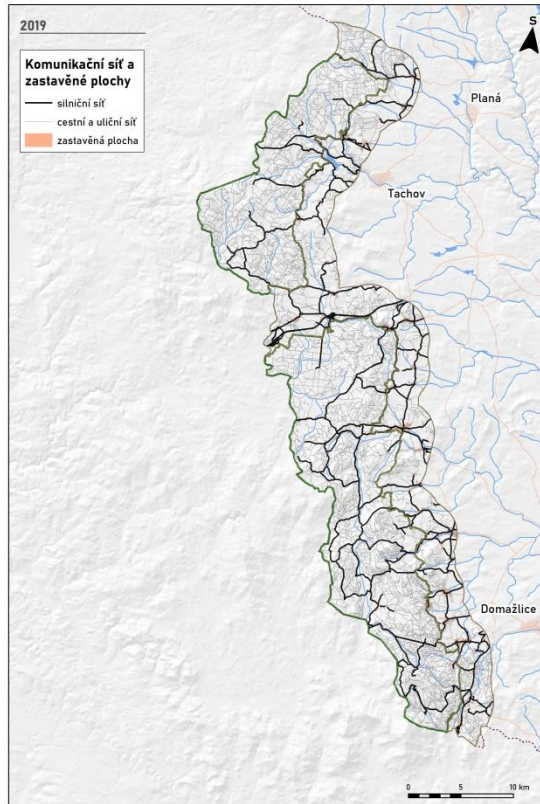 2019
S
Komunikační síť a
zastavěné plochy
silniční síť
cestní a uliční síť
zastavěná plocha
Planá
Tachov
Domažlice
0 5 10 km